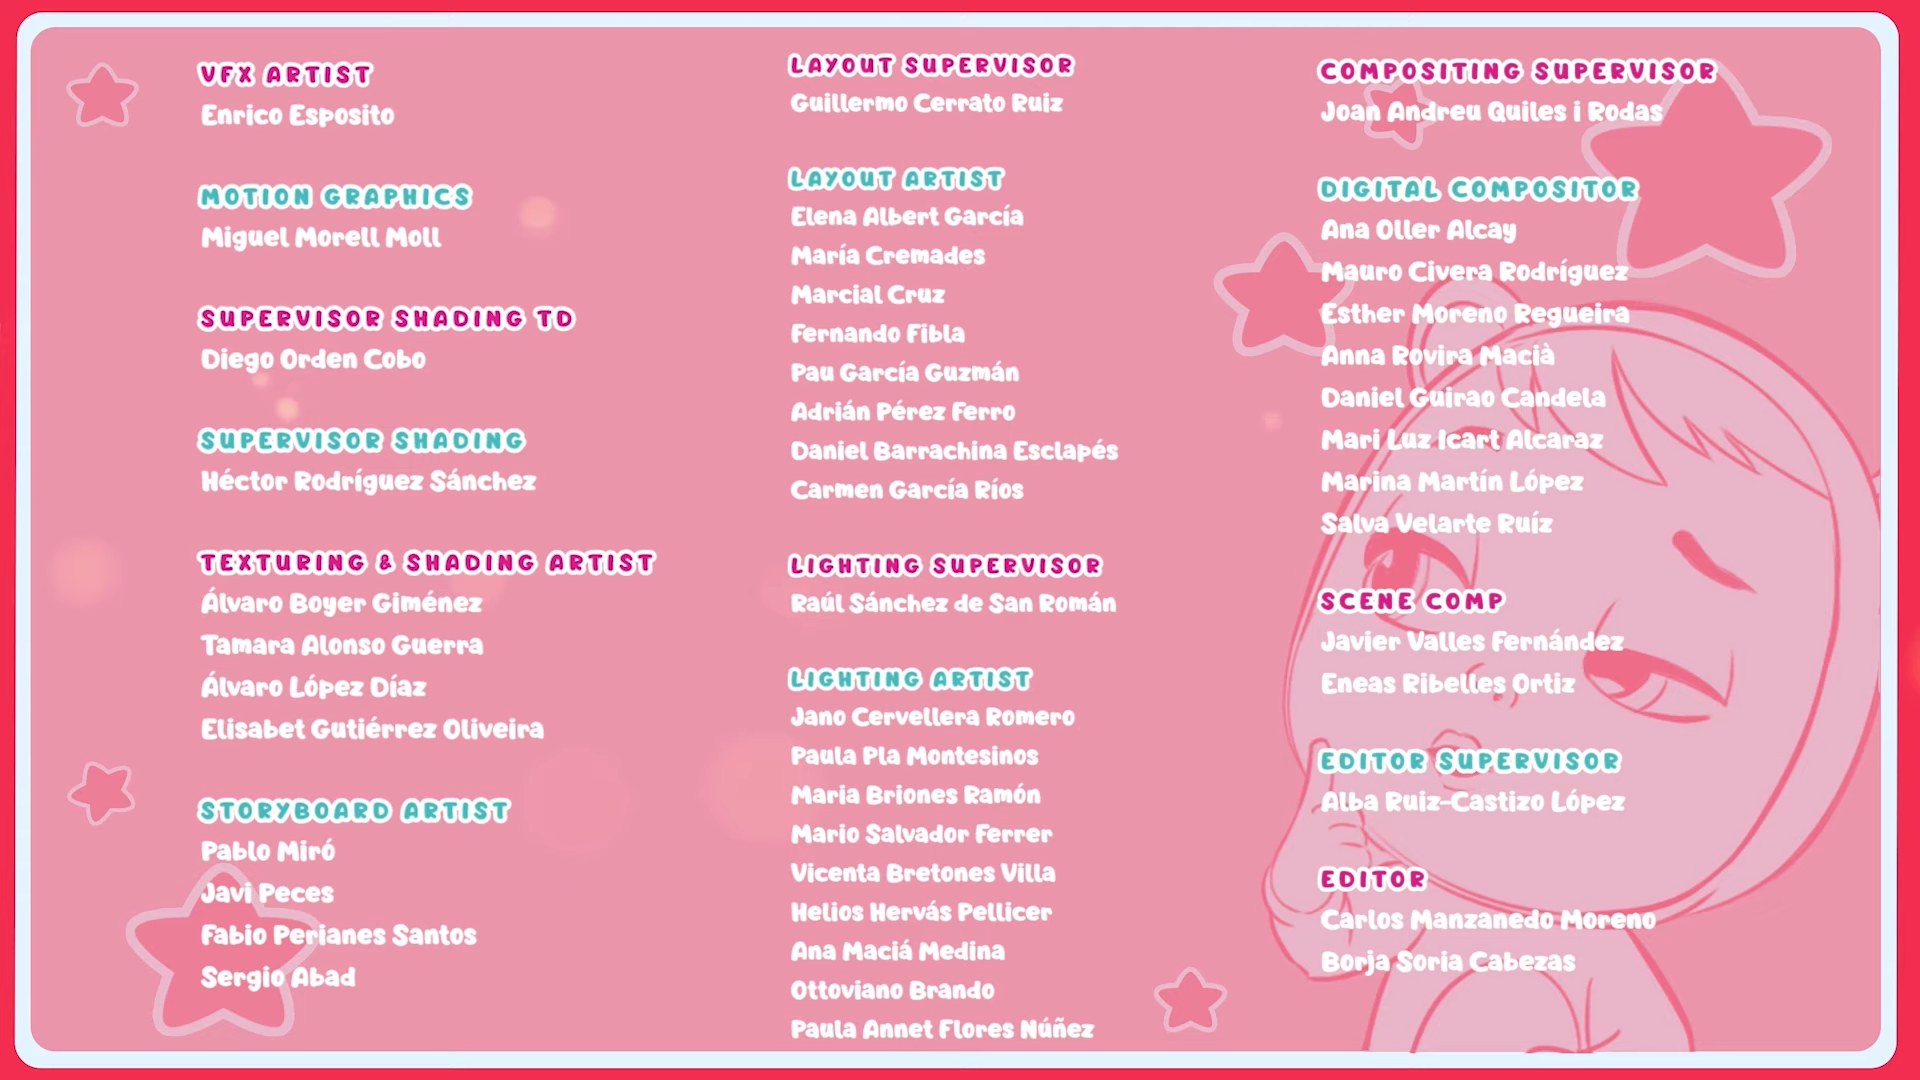 VFX ARTIST
Enrico Esposito
MOTION GRAPHICS
Miguel Morell Moll
SUPERVISOR SHADING TD
Diego Orden Cobo
SUPERVISOR SHADING
Héctor Rodríguez Sánchez
TEXTURING & SHADING ARTIST
Álvaro Boyer Giménez
Tamara Alonso Guerra
Álvaro López Díaz
Elisabet Gutiérrez Oliveira
STORYBOARD ARTIST
Pablo Miró
Javi Peces
Fabio Perianes Santos
Sergio Abad
LAYOUT SUPERVISOR
Guillermo Cerrato Ruiz
LAYOUT ARTIST
Elena Albert García
María Cremades
Marcial Cruz
Fernando Fibla
Pau García Guzmán
Adrián Pérez Ferro
Daniel Barrachina Esclapés
Carmen García Ríos
LIGHTING SUPERVISOR
Raúl Sánchez de San Román
LIGHTING ARTIST
Jano Cervellera Romero
Paula Pla Montesinos
Maria Briones Ramón
Mario Salvador Ferrer
Vicenta Bretones Villa
Helios Hervás Pellicer
Ana Maciá Medina
Ottoviano Brando
Paula Annet Flores Núñez
COMPOSITING SUPERVISOR
Joan Andreu Quiles i Rodas
DIGITAL COMPOSITOR
Ana Oller Alcay
Mauro Civera Rodríguez
Esther Moreno Regueira
Anna Rovira Macià
Daniel Guirao Candela
Mari Luz Icart Alcaraz
Marina Martín López
Salva Velarte Ruíz
SCENE COMP
Javier Valles Fernández
Eneas Ribelles Ortiz
EDITOR SUPERVISOR
Alba Ruiz-Castizo López
EDITOR
Carlos Manzanedo Moreno
Borja Soria Cabezas